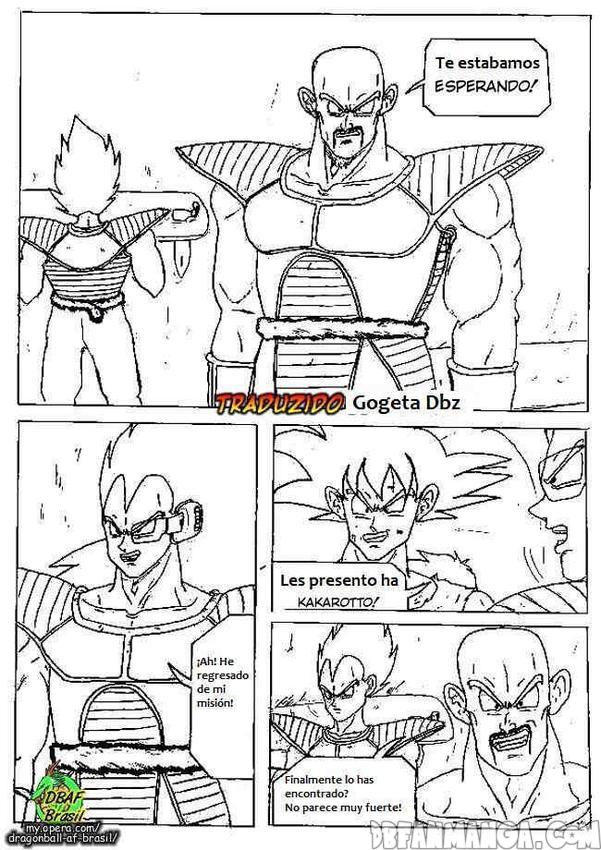 Te estabamos
ESPERANDO!
TRADUZIDO Gogeta Dbz
¡Ah! He
regresado
de mi
misión!
Les presento ha
KAKAROTTO!
Finalmente lo has
encontrado?
No parece muy fuerte!
DBAF
Brasil
my.opera.com/
dragonball-af-brasil/
DBFANMANGA.COM